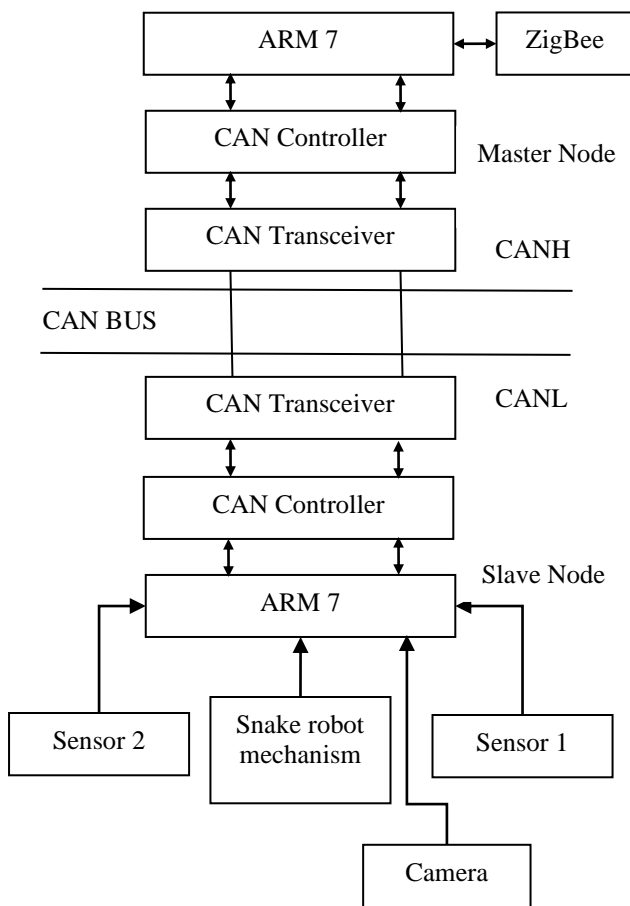 ARM 7
ZigBee
CAN Controller
Master Node
CAN Transceiver
CANH
CAN BUS
CAN Transceiver
CANL
CAN Controller
Slave Node
ARM 7
Sensor 2
Snake robot
mechanism
Sensor 1
Camera